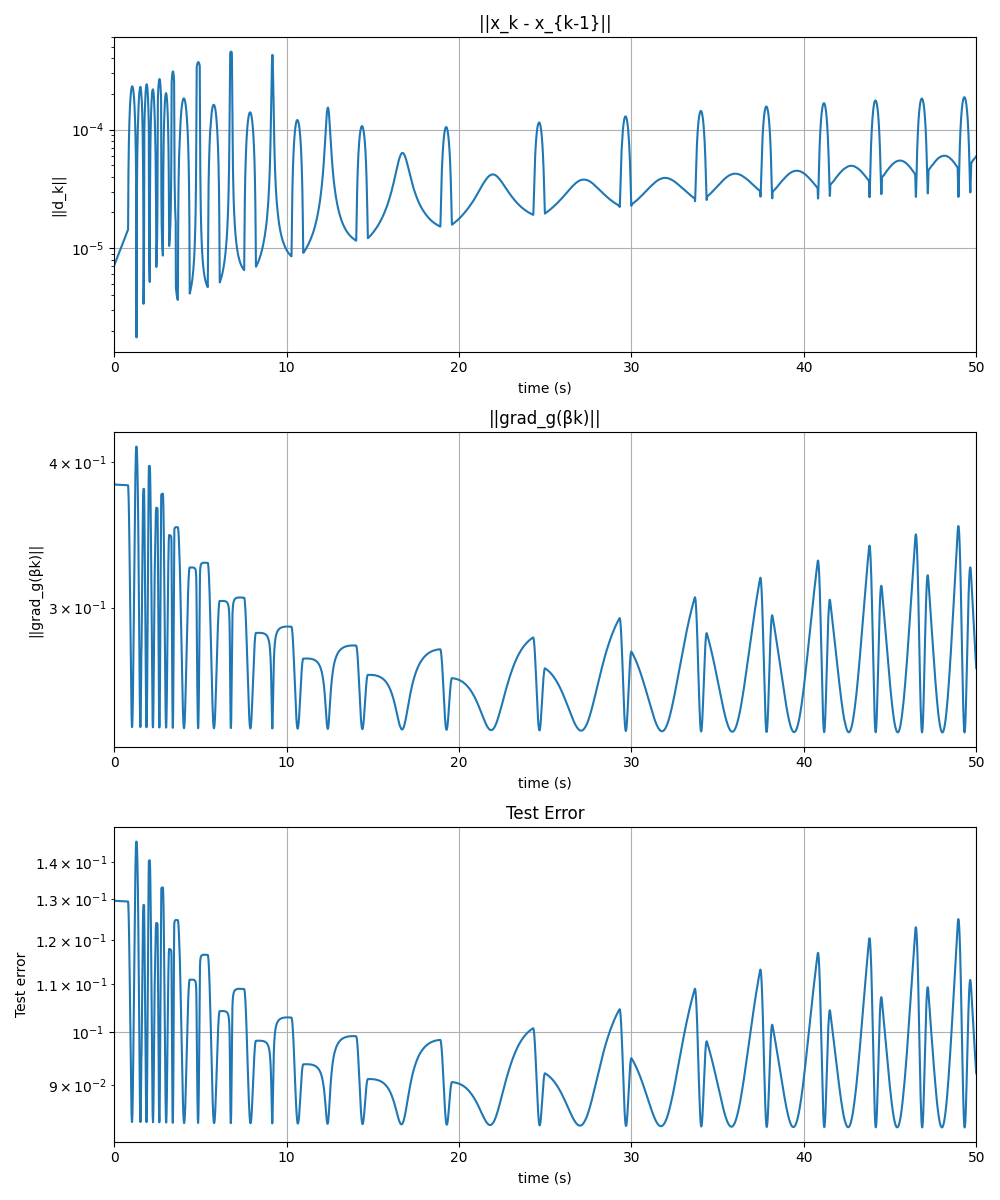 ||x_k - x_{k-1}||
||d_k||
10⁻⁴
10⁻⁵
0 10 20 30 40 50
time (s)
||grad_g(βk)||
||grad_g(βk)||
4 × 10⁻¹
3 × 10⁻¹
0 10 20 30 40 50
time (s)
Test Error
Test error
1.4 × 10⁻¹
1.3 × 10⁻¹
1.2 × 10⁻¹
1.1 × 10⁻¹
10⁻¹
9 × 10⁻²
0 10 20 30 40 50
time (s)